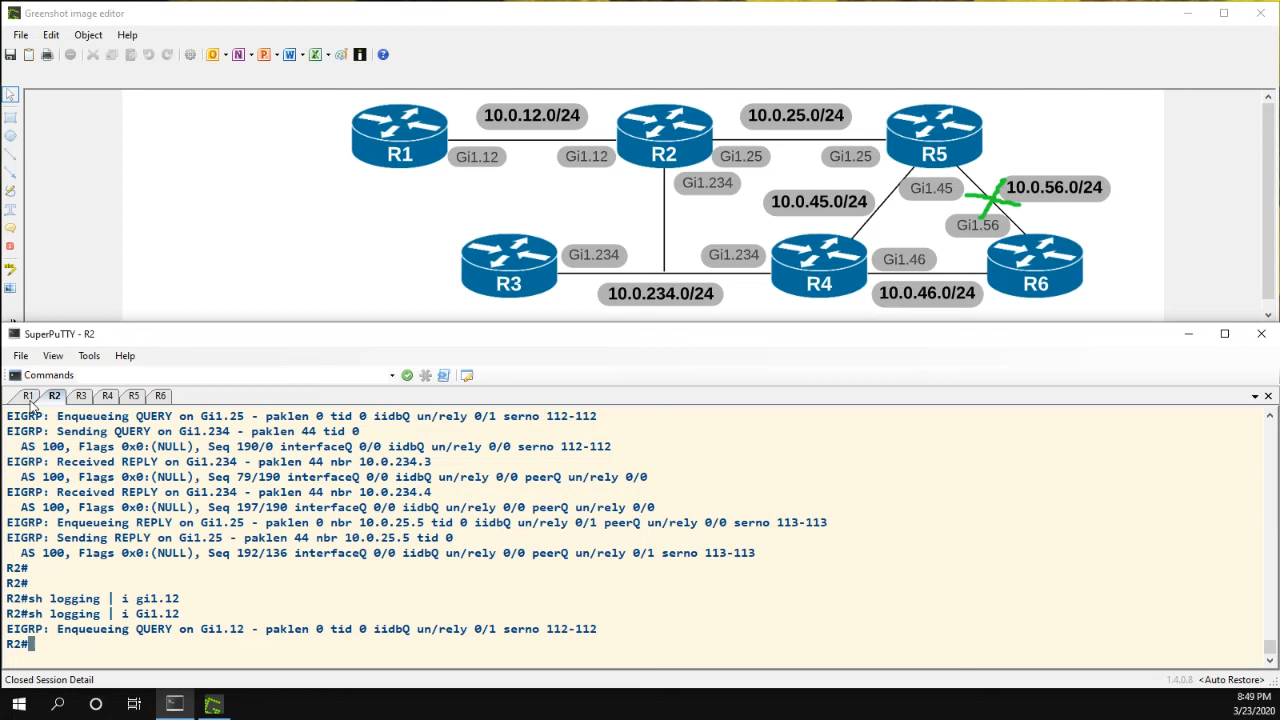 Greenshot image editor
File Edit Object Help
10.0.12.0/24 10.0.25.0/24
R1 Gi1.12 Gi1.12 R2 Gi1.25 Gi1.25 R5
Gi1.234 Gi1.45 10.0.56.0/24
10.0.45.0/24
Gi1.56
Gi1.234 Gi1.234 Gi1.46
R3 10.0.234.0/24 R4 10.0.46.0/24 R6
SuperPuTTY - R2
File View Tools Help
Commands
R1 R2 R3 R4 R5 R6
EIGRP: Enqueueing QUERY on Gi1.25 - paklen 0 tid 0 iidbQ un/rely 0/1 serno 112-112
EIGRP: Sending QUERY on Gi1.234 - paklen 44 tid 0
AS 100, Flags 0x0:(NULL), Seq 190/0 interfaceQ 0/0 iidbQ un/rely 0/0 serno 112-112
EIGRP: Received REPLY on Gi1.234 - paklen 44 nbr 10.0.234.3
AS 100, Flags 0x0:(NULL), Seq 79/190 interfaceQ 0/0 iidbQ un/rely 0/0 peerQ un/rely 0/0
EIGRP: Received REPLY on Gi1.234 - paklen 44 nbr 10.0.234.4
AS 100, Flags 0x0:(NULL), Seq 197/190 interfaceQ 0/0 iidbQ un/rely 0/0 peerQ un/rely 0/0
EIGRP: Enqueueing REPLY on Gi1.25 - paklen 0 nbr 10.0.25.5 tid 0 iidbQ un/rely 0/1 peerQ un/rely 0/0 serno 113-113
EIGRP: Sending REPLY on Gi1.25 - paklen 44 nbr 10.0.25.5 tid 0
AS 100, Flags 0x0:(NULL), Seq 192/136 interfaceQ 0/0 iidbQ un/rely 0/0 peerQ un/rely 0/1 serno 113-113
R2#
R2#
R2#sh logging | i gi1.12
R2#sh logging | i Gi1.12
EIGRP: Enqueueing QUERY on Gi1.12 - paklen 0 tid 0 iidbQ un/rely 0/1 serno 112-112
R2#
Closed Session Detail 1.4.0.8 <Auto Restore>
8:49 PM
3/23/2020